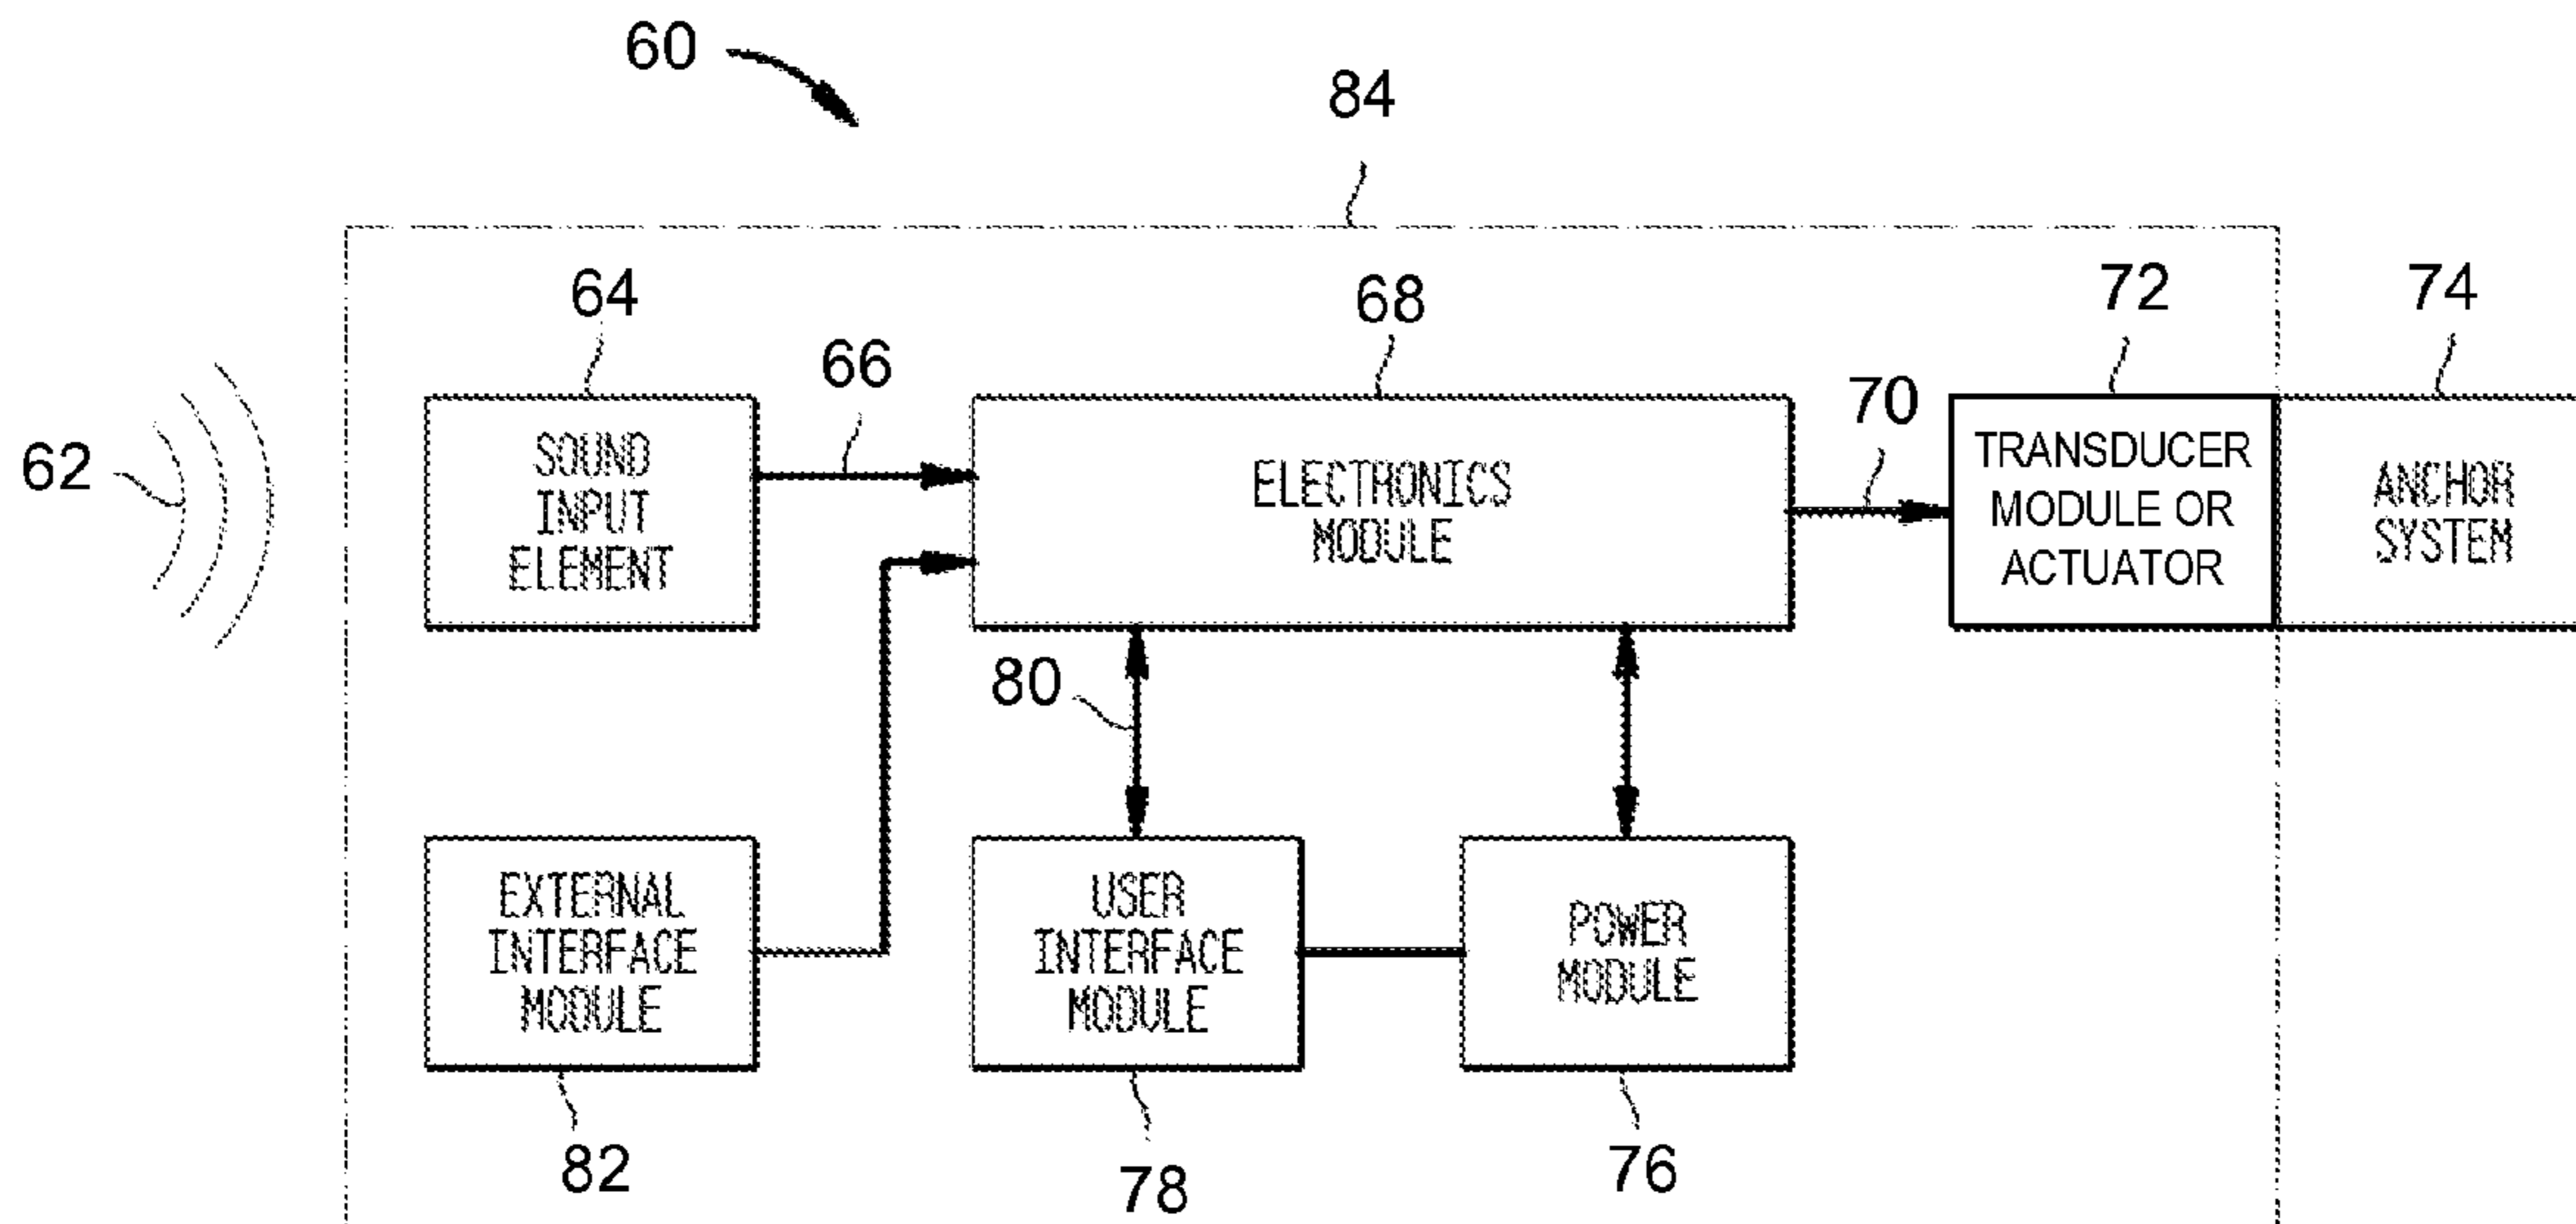 60
84
64
66
68
70
72
74
62
SOUND
INPUT
ELEMENT
ELECTRONICS
MODULE
TRANSDUCER
MODULE OR
ACTUATOR
ANCHOR
SYSTEM
80
EXTERNAL
INTERFACE
MODULE
USER
INTERFACE
MODULE
POWER
MODULE
82
78
76